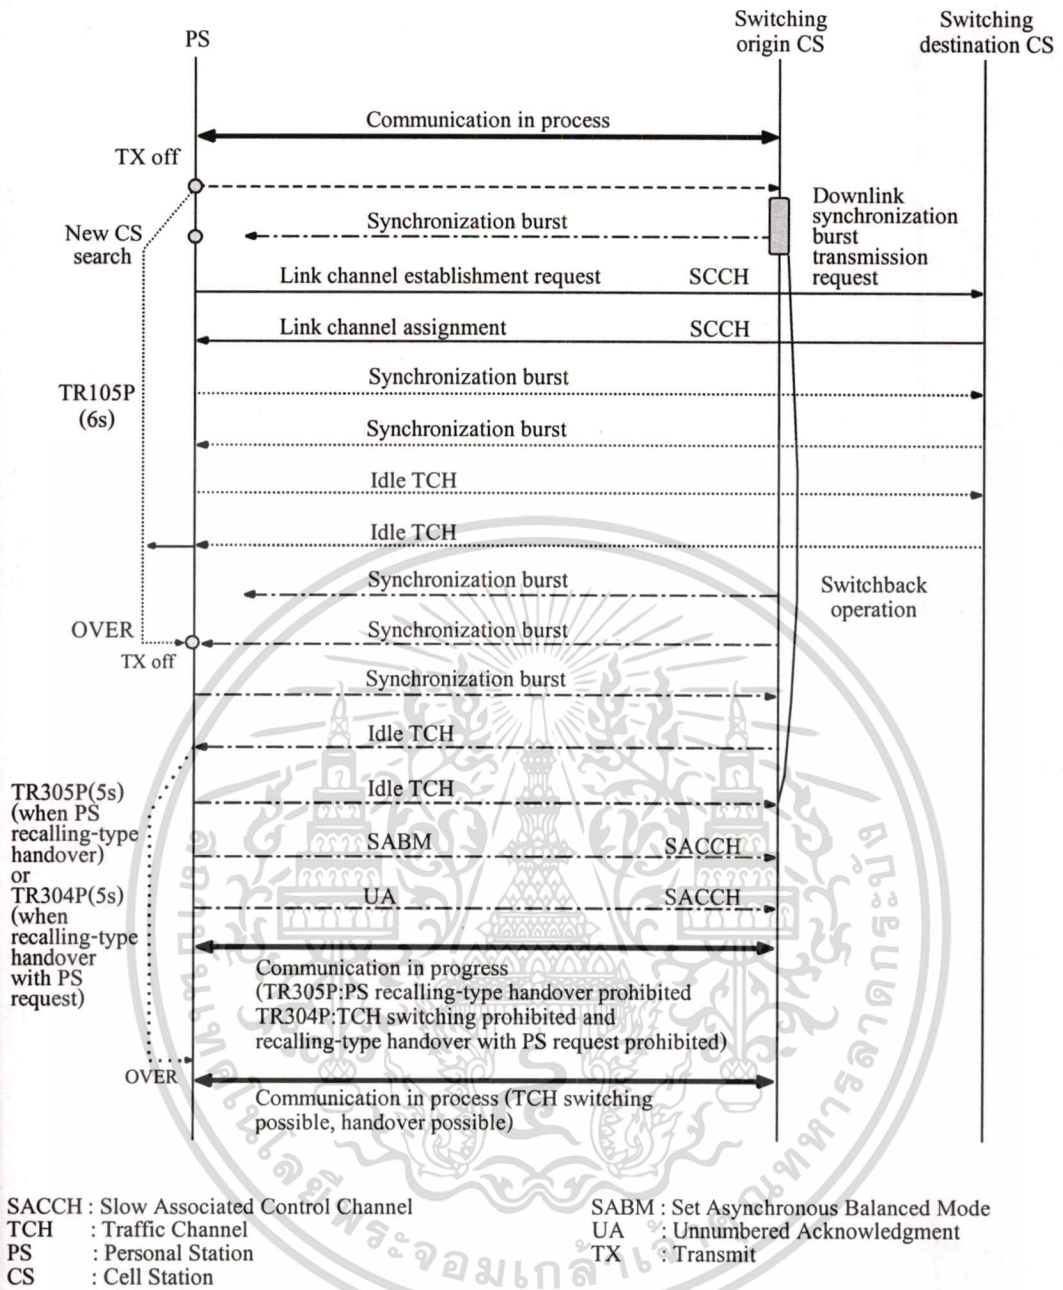 PS
Switching
origin CS
Switching
destination CS
Communication in process
TX off
Downlink
synchronization
burst
transmission
request
Synchronization burst
New CS
search
Link channel establishment request SCCH
Link channel assignment SCCH
Synchronization burst
TR105P
(6s)
Synchronization burst
Idle TCH
Idle TCH
Synchronization burst
Switchback
operation
OVER
Synchronization burst
TX off
Synchronization burst
Idle TCH
Idle TCH
TR305P(5s)
(when PS
recalling-type
handover)
or
TR304P(5s)
(when
recalling-type
handover
with PS
request)
SABM SACCH
UA SACCH
Communication in progress
(TR305P:PS recalling-type handover prohibited
TR304P:TCH switching prohibited and
recalling-type handover with PS request prohibited)
OVER
Communication in process (TCH switching
possible, handover possible)
SACCH : Slow Associated Control Channel
TCH : Traffic Channel
PS : Personal Station
CS : Cell Station
SABM : Set Asynchronous Balanced Mode
UA : Unnumbered Acknowledgment
TX : Transmit